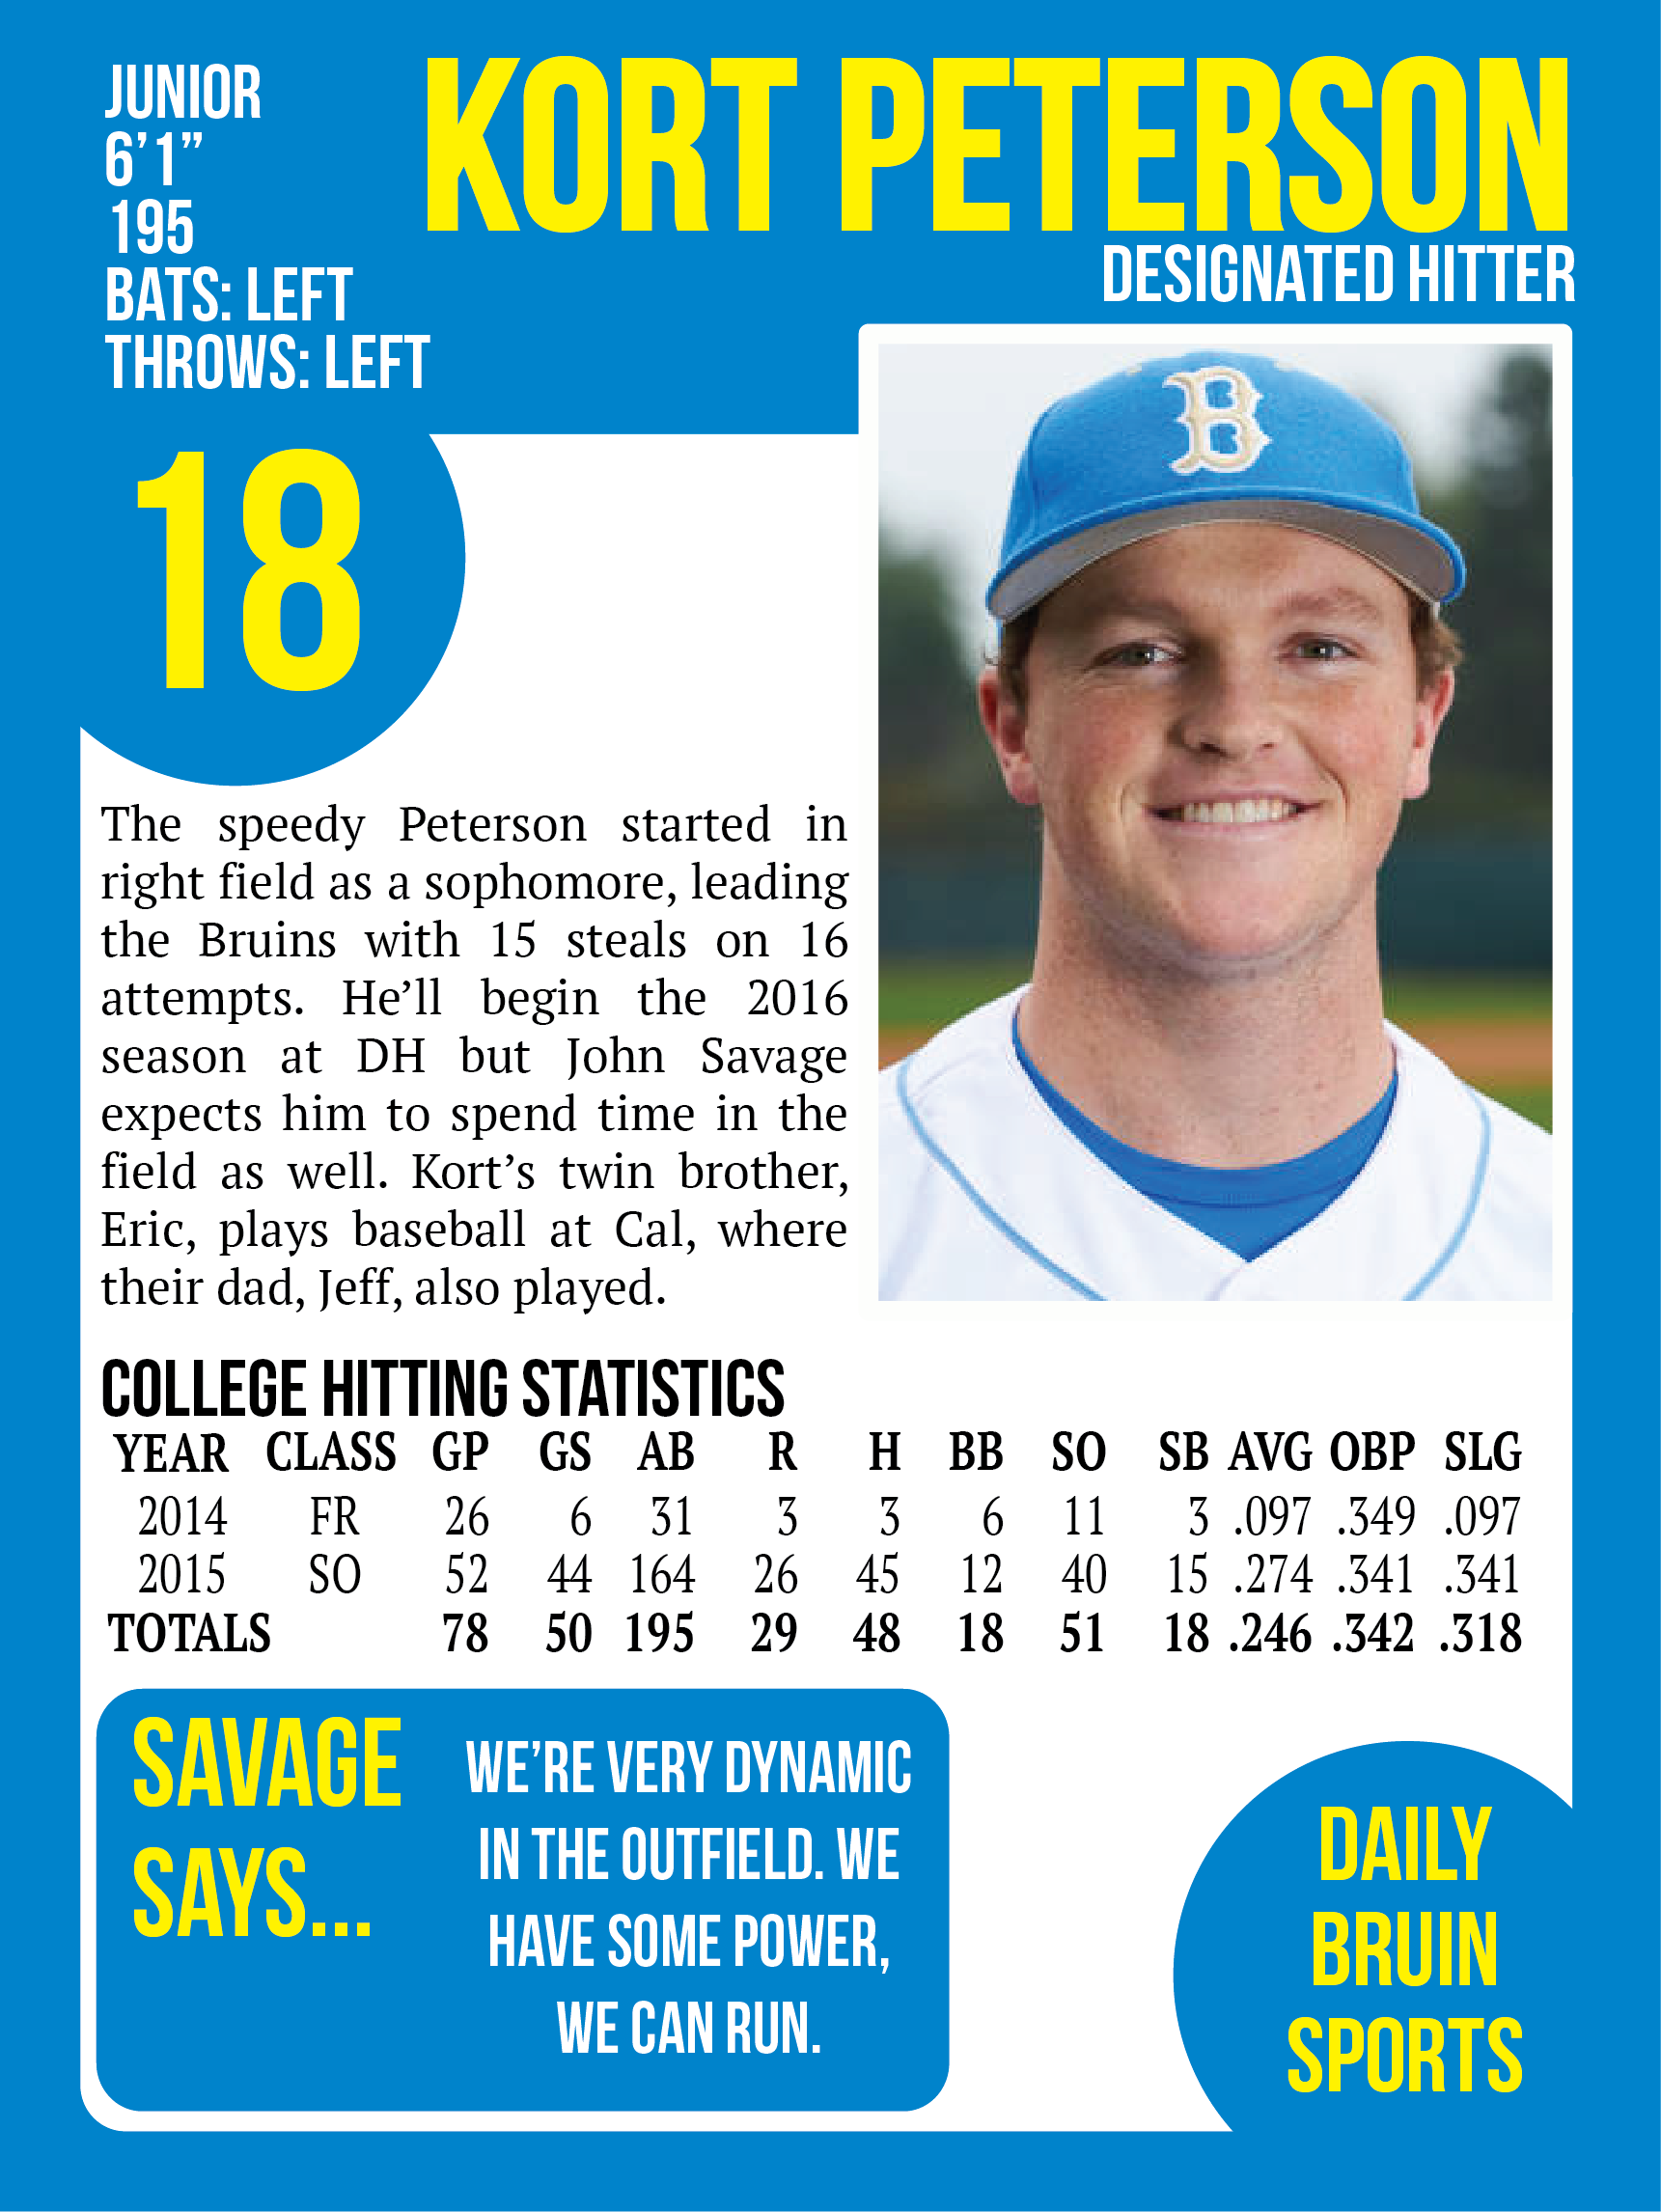 JUNIOR
6’1”
195
BATS: LEFT
THROWS: LEFT
KORT PETERSON
DESIGNATED HITTER
18
B
The speedy Peterson started in
right field as a sophomore, leading
the Bruins with 15 steals on 16
attempts. He’ll begin the 2016
season at DH but John Savage
expects him to spend time in the
field as well. Kort’s twin brother,
Eric, plays baseball at Cal, where
their dad, Jeff, also played.
COLLEGE HITTING STATISTICS
YEAR CLASS GP GS AB R H BB SO SB AVG OBP SLG
2014 FR 26 6 31 3 3 6 11 3 .097 .349 .097
2015 SO 52 44 164 26 45 12 40 15 .274 .341 .341
TOTALS 78 50 195 29 48 18 51 18 .246 .342 .318
SAVAGE
SAYS...
WE’RE VERY DYNAMIC
IN THE OUTFIELD. WE
HAVE SOME POWER,
WE CAN RUN.
DAILY
BRUIN
SPORTS